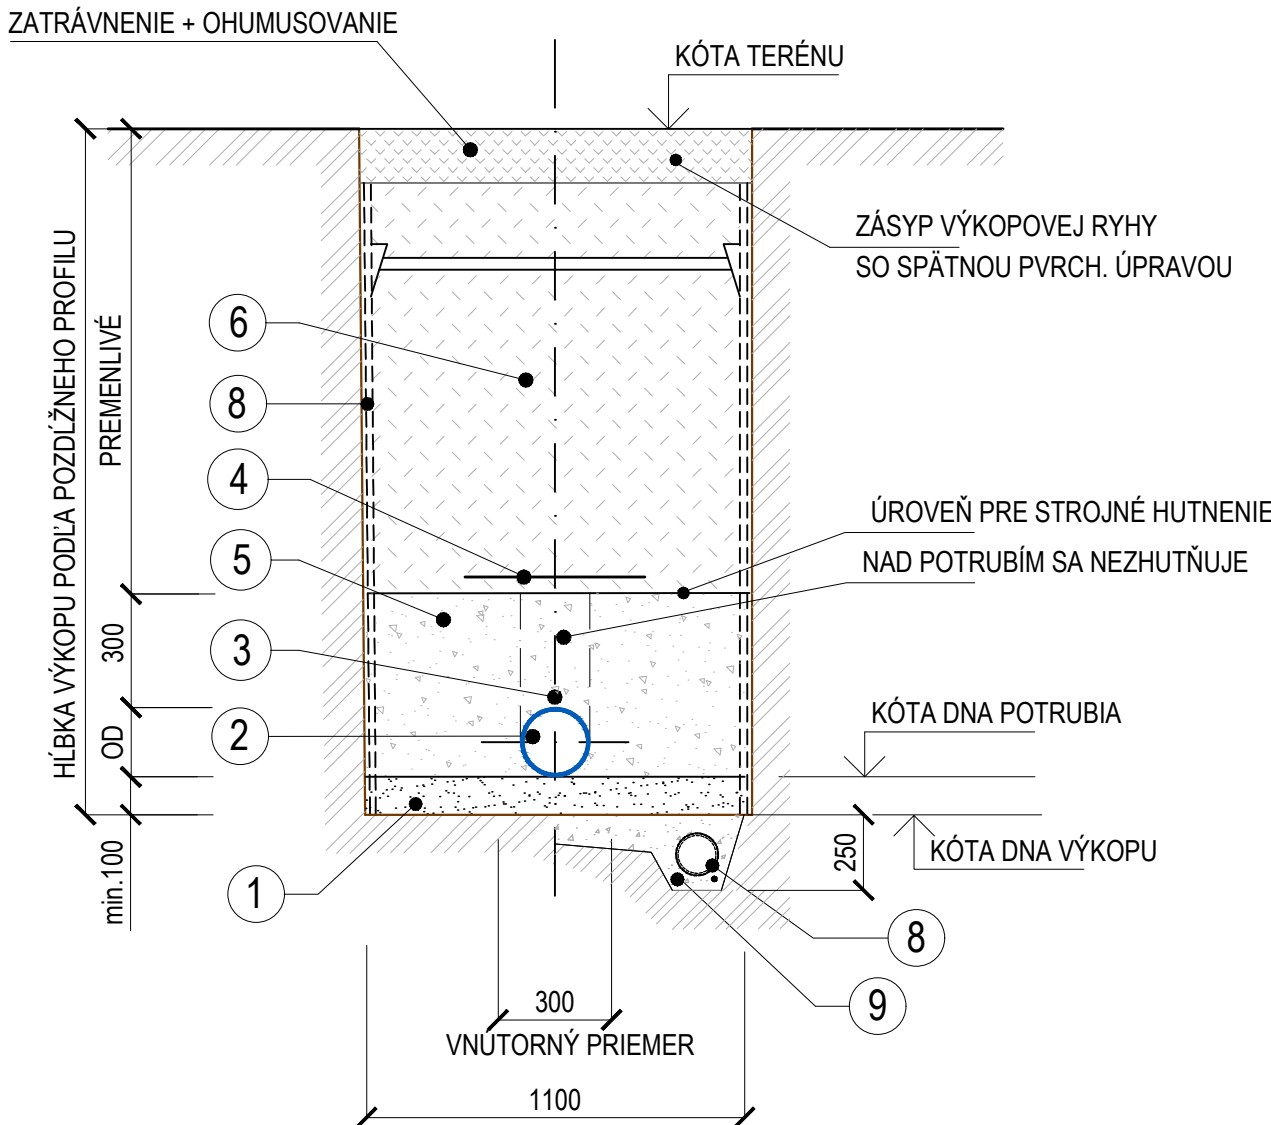 ZATRÁVNENIE + OHUMUSOVANIE
KÓTA TERÉNU
ZÁSYP VÝKOPOVEJ RYHY
SO SPÄTNOU PVRCH. ÚPRAVOU
HĹBKA VÝKOPU PODĽA POZDĹŽNEHO PROFILU
PREMENLIVÉ
6
8
4
ÚROVEŇ PRE STROJNÉ HUTNENIE
5
NAD POTRUBÍM SA NEZHUTŇUJE
300
3
KÓTA DNA POTRUBIA
OD
2
min.100
1
250
KÓTA DNA VÝKOPU
8
9
300
VNÚTORNÝ PRIEMER
1100